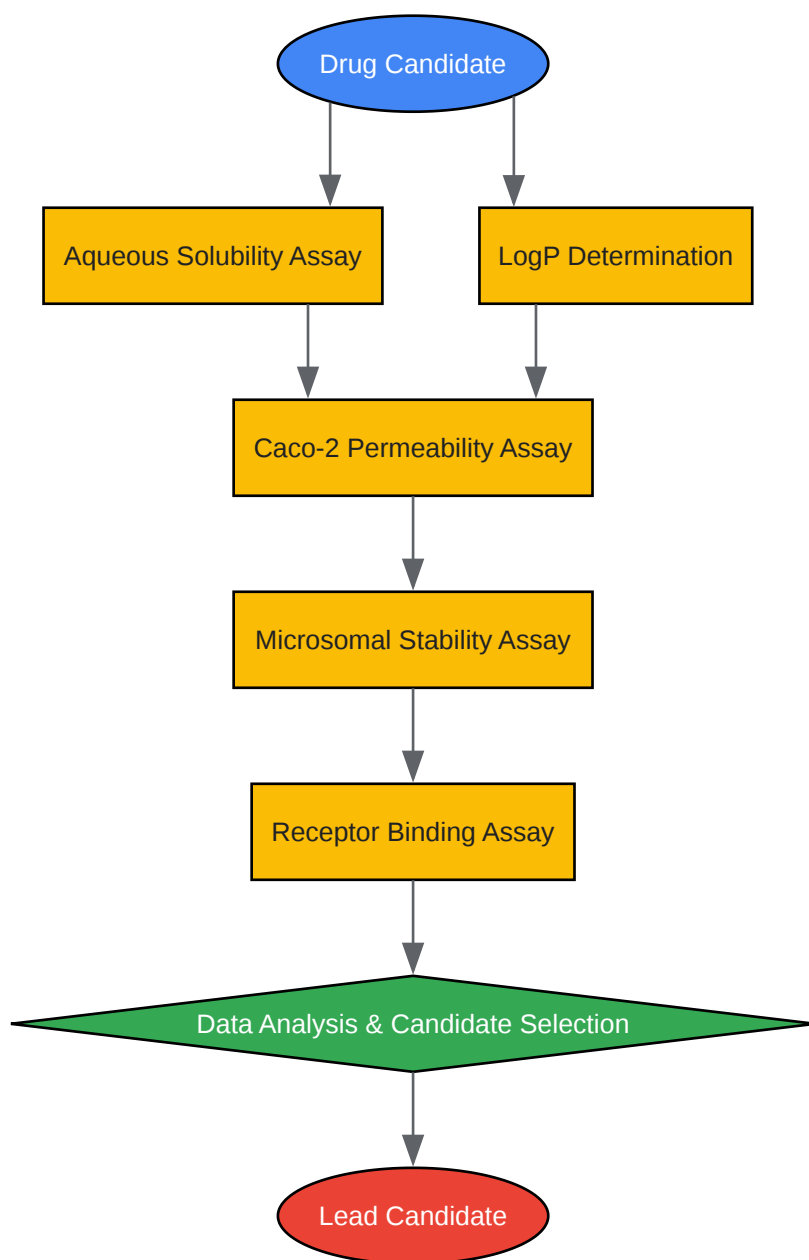 Drug Candidate
Aqueous Solubility Assay
LogP Determination
Caco-2 Permeability Assay
Microsomal Stability Assay
Receptor Binding Assay
Data Analysis & Candidate Selection
Lead Candidate